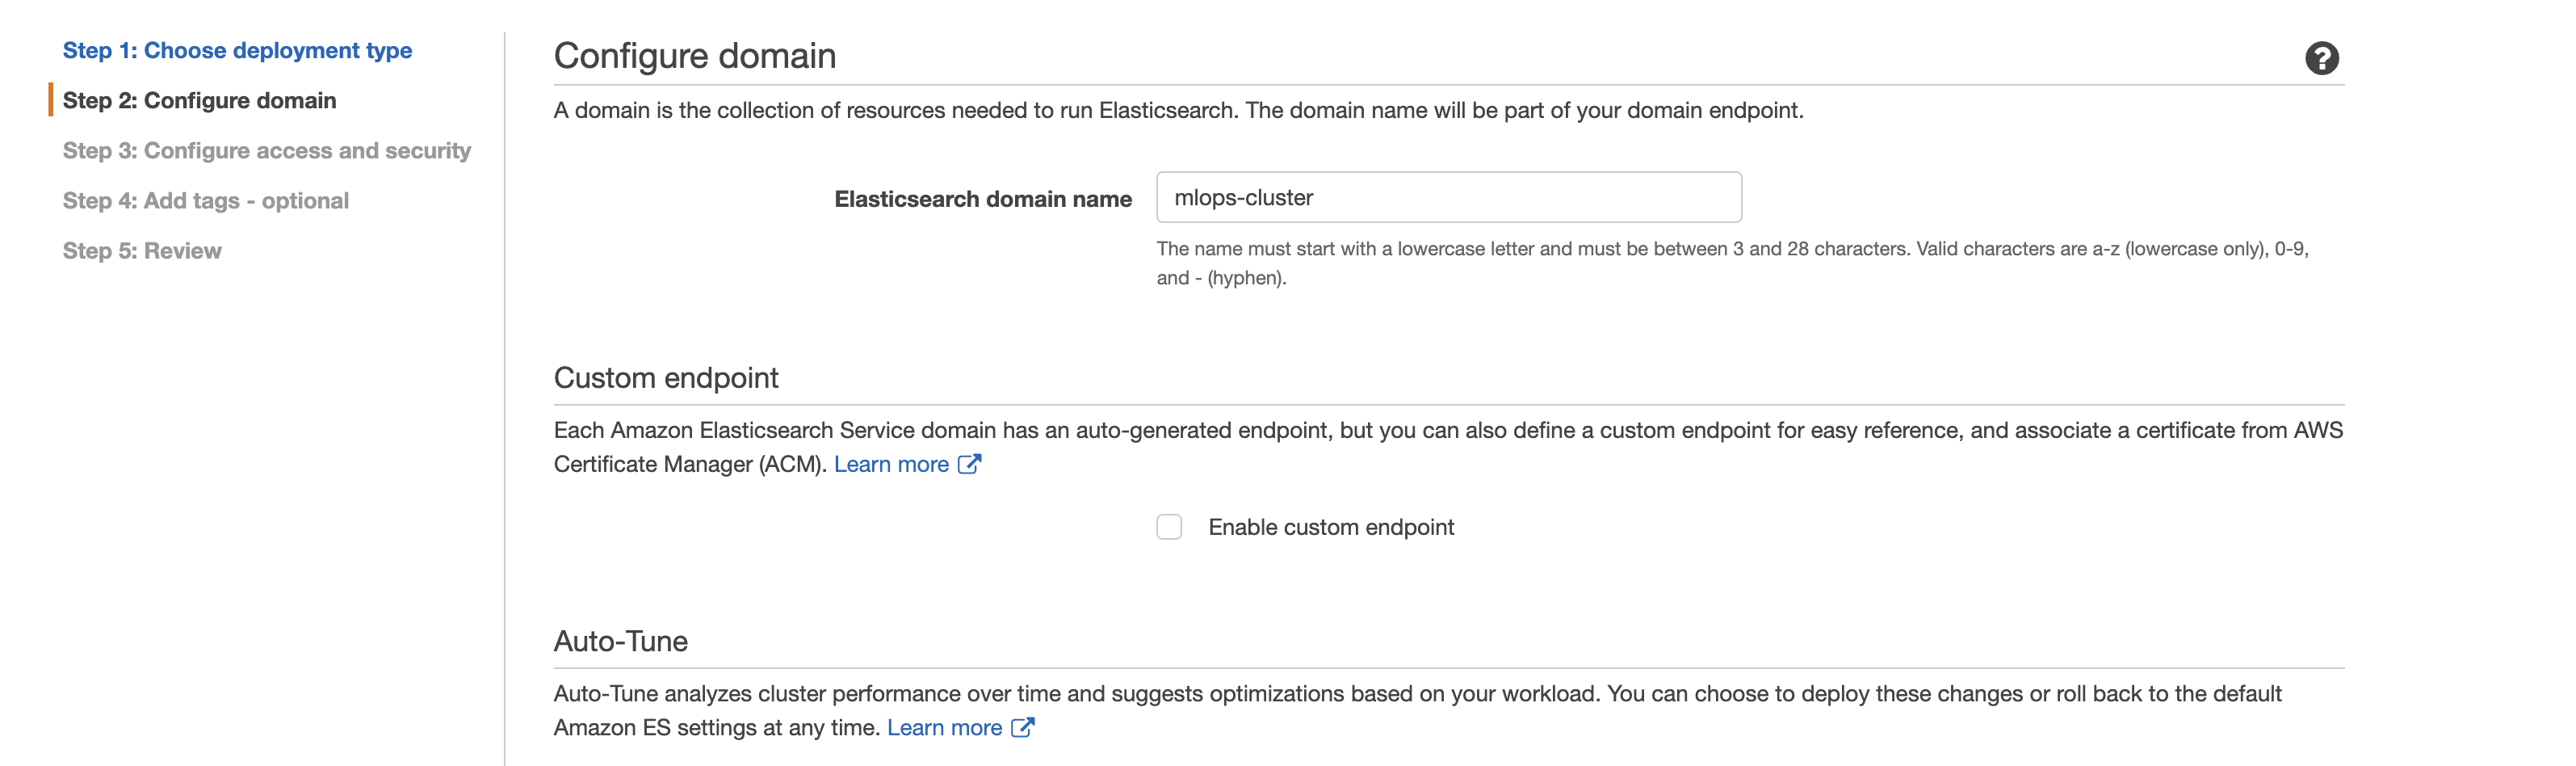 Step 1: Choose deployment type
Step 2: Configure domain
Step 3: Configure access and security
Step 4: Add tags - optional
Step 5: Review
Configure domain
A domain is the collection of resources needed to run Elasticsearch. The domain name will be part of your domain endpoint.
Elasticsearch domain name
mlops-cluster
The name must start with a lowercase letter and must be between 3 and 28 characters. Valid characters are a-z (lowercase only), 0-9,
and - (hyphen).
Custom endpoint
Each Amazon Elasticsearch Service domain has an auto-generated endpoint, but you can also define a custom endpoint for easy reference, and associate a certificate from AWS
Certificate Manager (ACM). Learn more
Enable custom endpoint
Auto-Tune
Auto-Tune analyzes cluster performance over time and suggests optimizations based on your workload. You can choose to deploy these changes or roll back to the default
Amazon ES settings at any time. Learn more